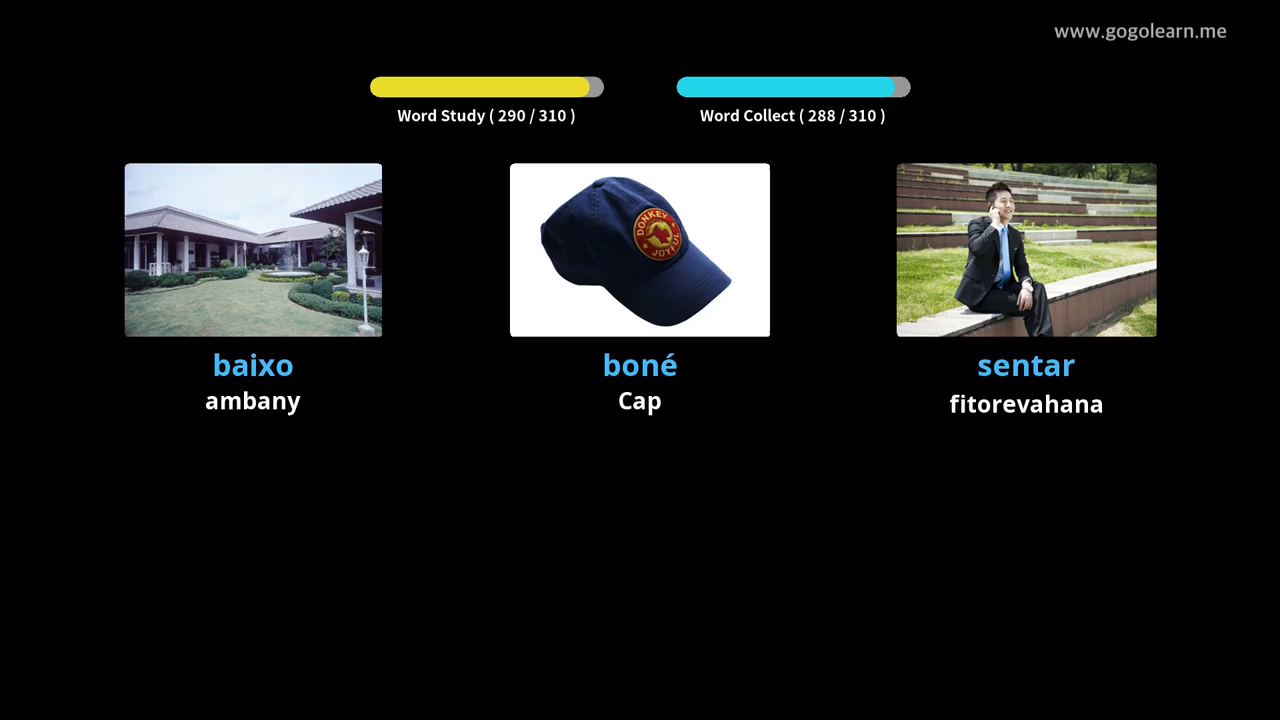 www.gogolearn.me
Word Study ( 290 / 310 )
Word Collect ( 288 / 310 )
DONKEY
JOYFUL
baixo
ambany
boné
Cap
sentar
fitorevahana